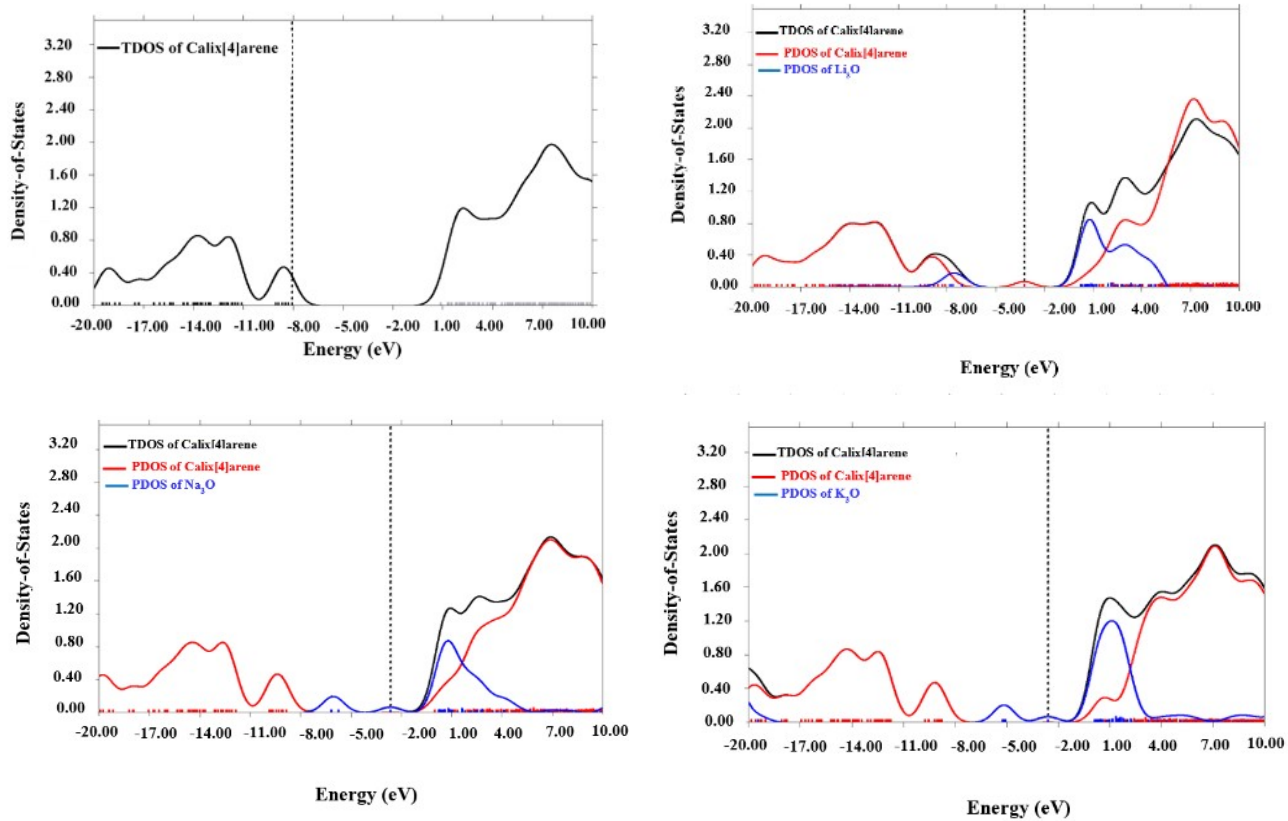 TDOS of Calix[4]arene
Density-of-States
3.20
2.80
2.40
2.00
1.60
1.20
0.80
0.40
0.00
-20.00 -17.00 -14.00 -11.00 -8.00 -5.00 -2.00 1.00 4.00 7.00 10.00
Energy (eV)
TDOS of Calix[4]arene
PDOS of Calix[4]arene
PDOS of Li₃O
Density-of-States
3.20
2.80
2.40
2.00
1.60
1.20
0.80
0.40
0.00
-20.00 -17.00 -14.00 -11.00 -8.00 -5.00 -2.00 1.00 4.00 7.00 10.00
Energy (eV)
TDOS of Calix[4]arene
PDOS of Calix[4]arene
PDOS of Na₃O
Density-of-States
3.20
2.80
2.40
2.00
1.60
1.20
0.80
0.40
0.00
-20.00 -17.00 -14.00 -11.00 -8.00 -5.00 -2.00 1.00 4.00 7.00 10.00
Energy (eV)
TDOS of Calix[4]arene
PDOS of Calix[4]arene
PDOS of K₃O
Density-of-States
3.20
2.80
2.40
2.00
1.60
1.20
0.80
0.40
0.00
-20.00 -17.00 -14.00 -11.00 -8.00 -5.00 -2.00 1.00 4.00 7.00 10.00
Energy (eV)